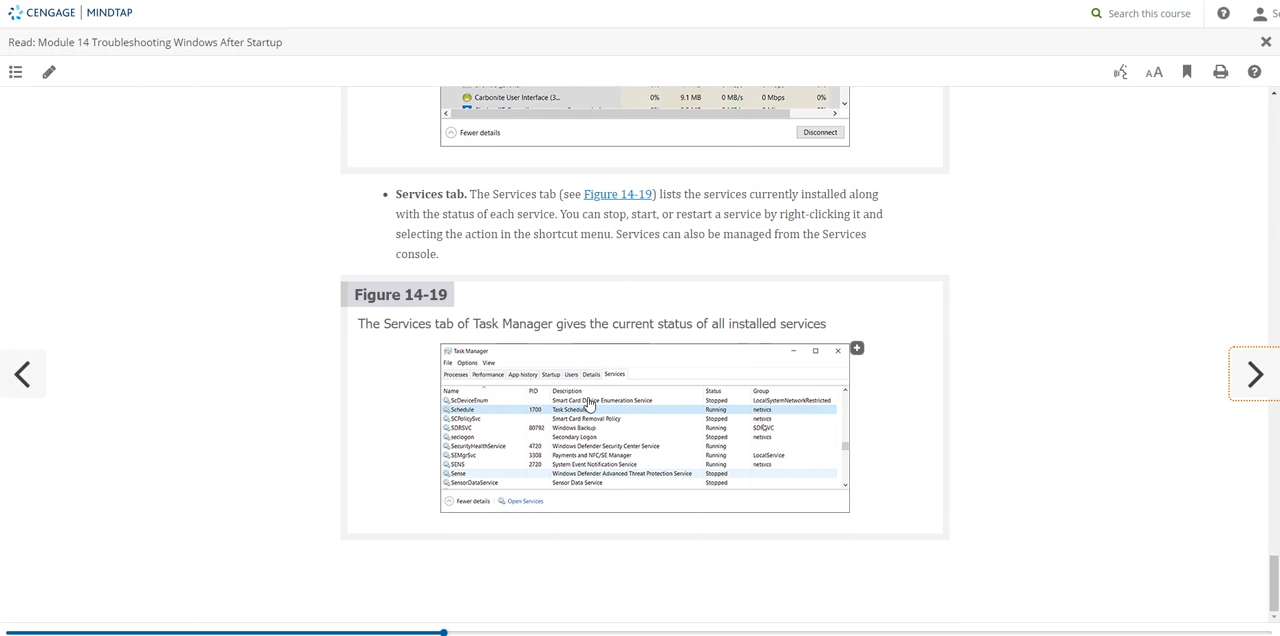 CENGAGE | MINDTAP
Search this course
Read: Module 14 Troubleshooting Windows After Startup
AA
Carbonite User Interface (3... 0% 9.1 MB 0 MB/s 0 Mbps 0%
Fewer details Disconnect
• Services tab. The Services tab (see Figure 14-19) lists the services currently installed along
with the status of each service. You can stop, start, or restart a service by right-clicking it and
selecting the action in the shortcut menu. Services can also be managed from the Services
console.
Figure 14-19
The Services tab of Task Manager gives the current status of all installed services
Task Manager
File Options View
Processes Performance App history Startup Users Details Services
Name PID Description Status Group
ScDeviceEnum Smart Card Device Enumeration Service Stopped LocalSystemNetworkRestricted
Schedule 1700 Task Schedu Running netsvcs
SCPolicySvc Smart Card Removal Policy Stopped netsvcs
SDRSVC 80792 Windows Backup Running SDRSVC
seclogon Secondary Logon Stopped netsvcs
SecurityHealthService 4720 Windows Defender Security Center Service Running
SEMgrSvc 3308 Payments and NFC/SE Manager Running LocalService
SENS 2720 System Event Notification Service Running netsvcs
Sense Windows Defender Advanced Threat Protection Service Stopped
SensorDataService Sensor Data Service Stopped
Fewer details | Open Services